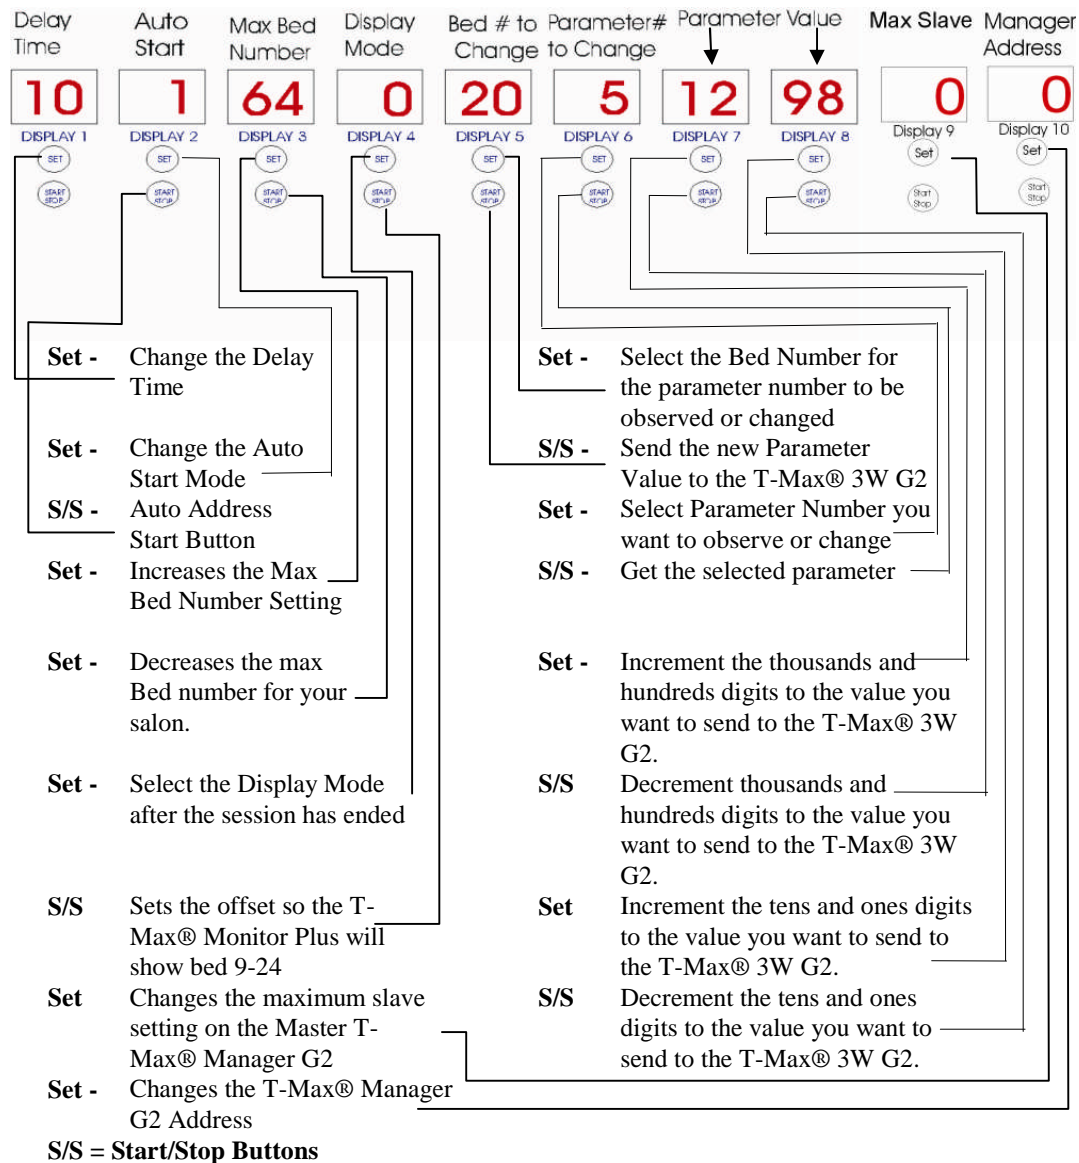 Delay Time
Auto Start
Max Bed Number
Display Mode
Bed # to Change
Parameter# to Change
Parameter Value
Max Slave
Manager Address
10 1 64 0 20 5 12 98 0 0
DISPLAY 1 DISPLAY 2 DISPLAY 3 DISPLAY 4 DISPLAY 5 DISPLAY 6 DISPLAY 7 DISPLAY 8 Display 9 Display 10
SET SET SET SET SET SET SET SET Set Set
START STOP START STOP START STOP START STOP START STOP START STOP START STOP START STOP Start Stop Start Stop
Set - Change the Delay
Time
Set - Change the Auto
Start Mode
S/S - Auto Address
Start Button
Set - Increases the Max
Bed Number Setting
Set - Decreases the max
Bed number for your
salon.
Set - Select the Display Mode
after the session has ended
S/S Sets the offset so the T-
Max® Monitor Plus will
show bed 9-24
Set Changes the maximum slave
setting on the Master T-
Max® Manager G2
Set - Changes the T-Max® Manager
G2 Address
S/S = Start/Stop Buttons
Set - Select the Bed Number for
the parameter number to be
observed or changed
S/S - Send the new Parameter
Value to the T-Max® 3W G2
Set - Select Parameter Number you
want to observe or change
S/S - Get the selected parameter
Set - Increment the thousands and
hundreds digits to the value you
want to send to the T-Max® 3W
G2.
S/S Decrement thousands and
hundreds digits to the value you
want to send to the T-Max® 3W
G2.
Set Increment the tens and ones digits
to the value you want to send to
the T-Max® 3W G2.
S/S Decrement the tens and ones
digits to the value you want to
send to the T-Max® 3W G2.